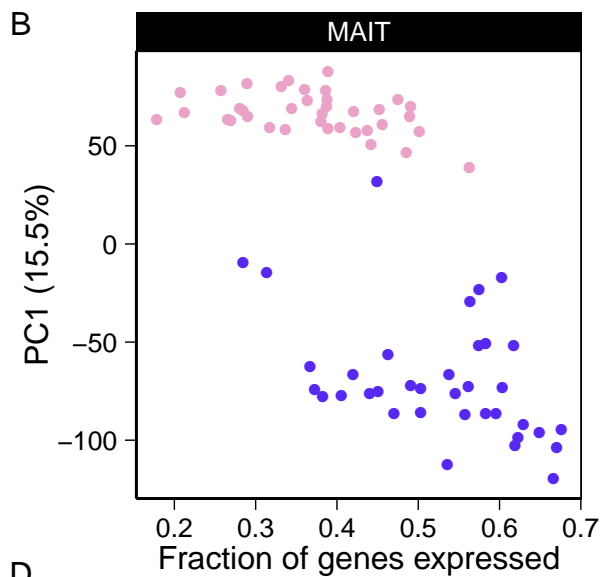 B
MAIT
50
0
−50
−100
PC1 (15.5%)
0.2 0.3 0.4 0.5 0.6 0.7
Fraction of genes expressed
D